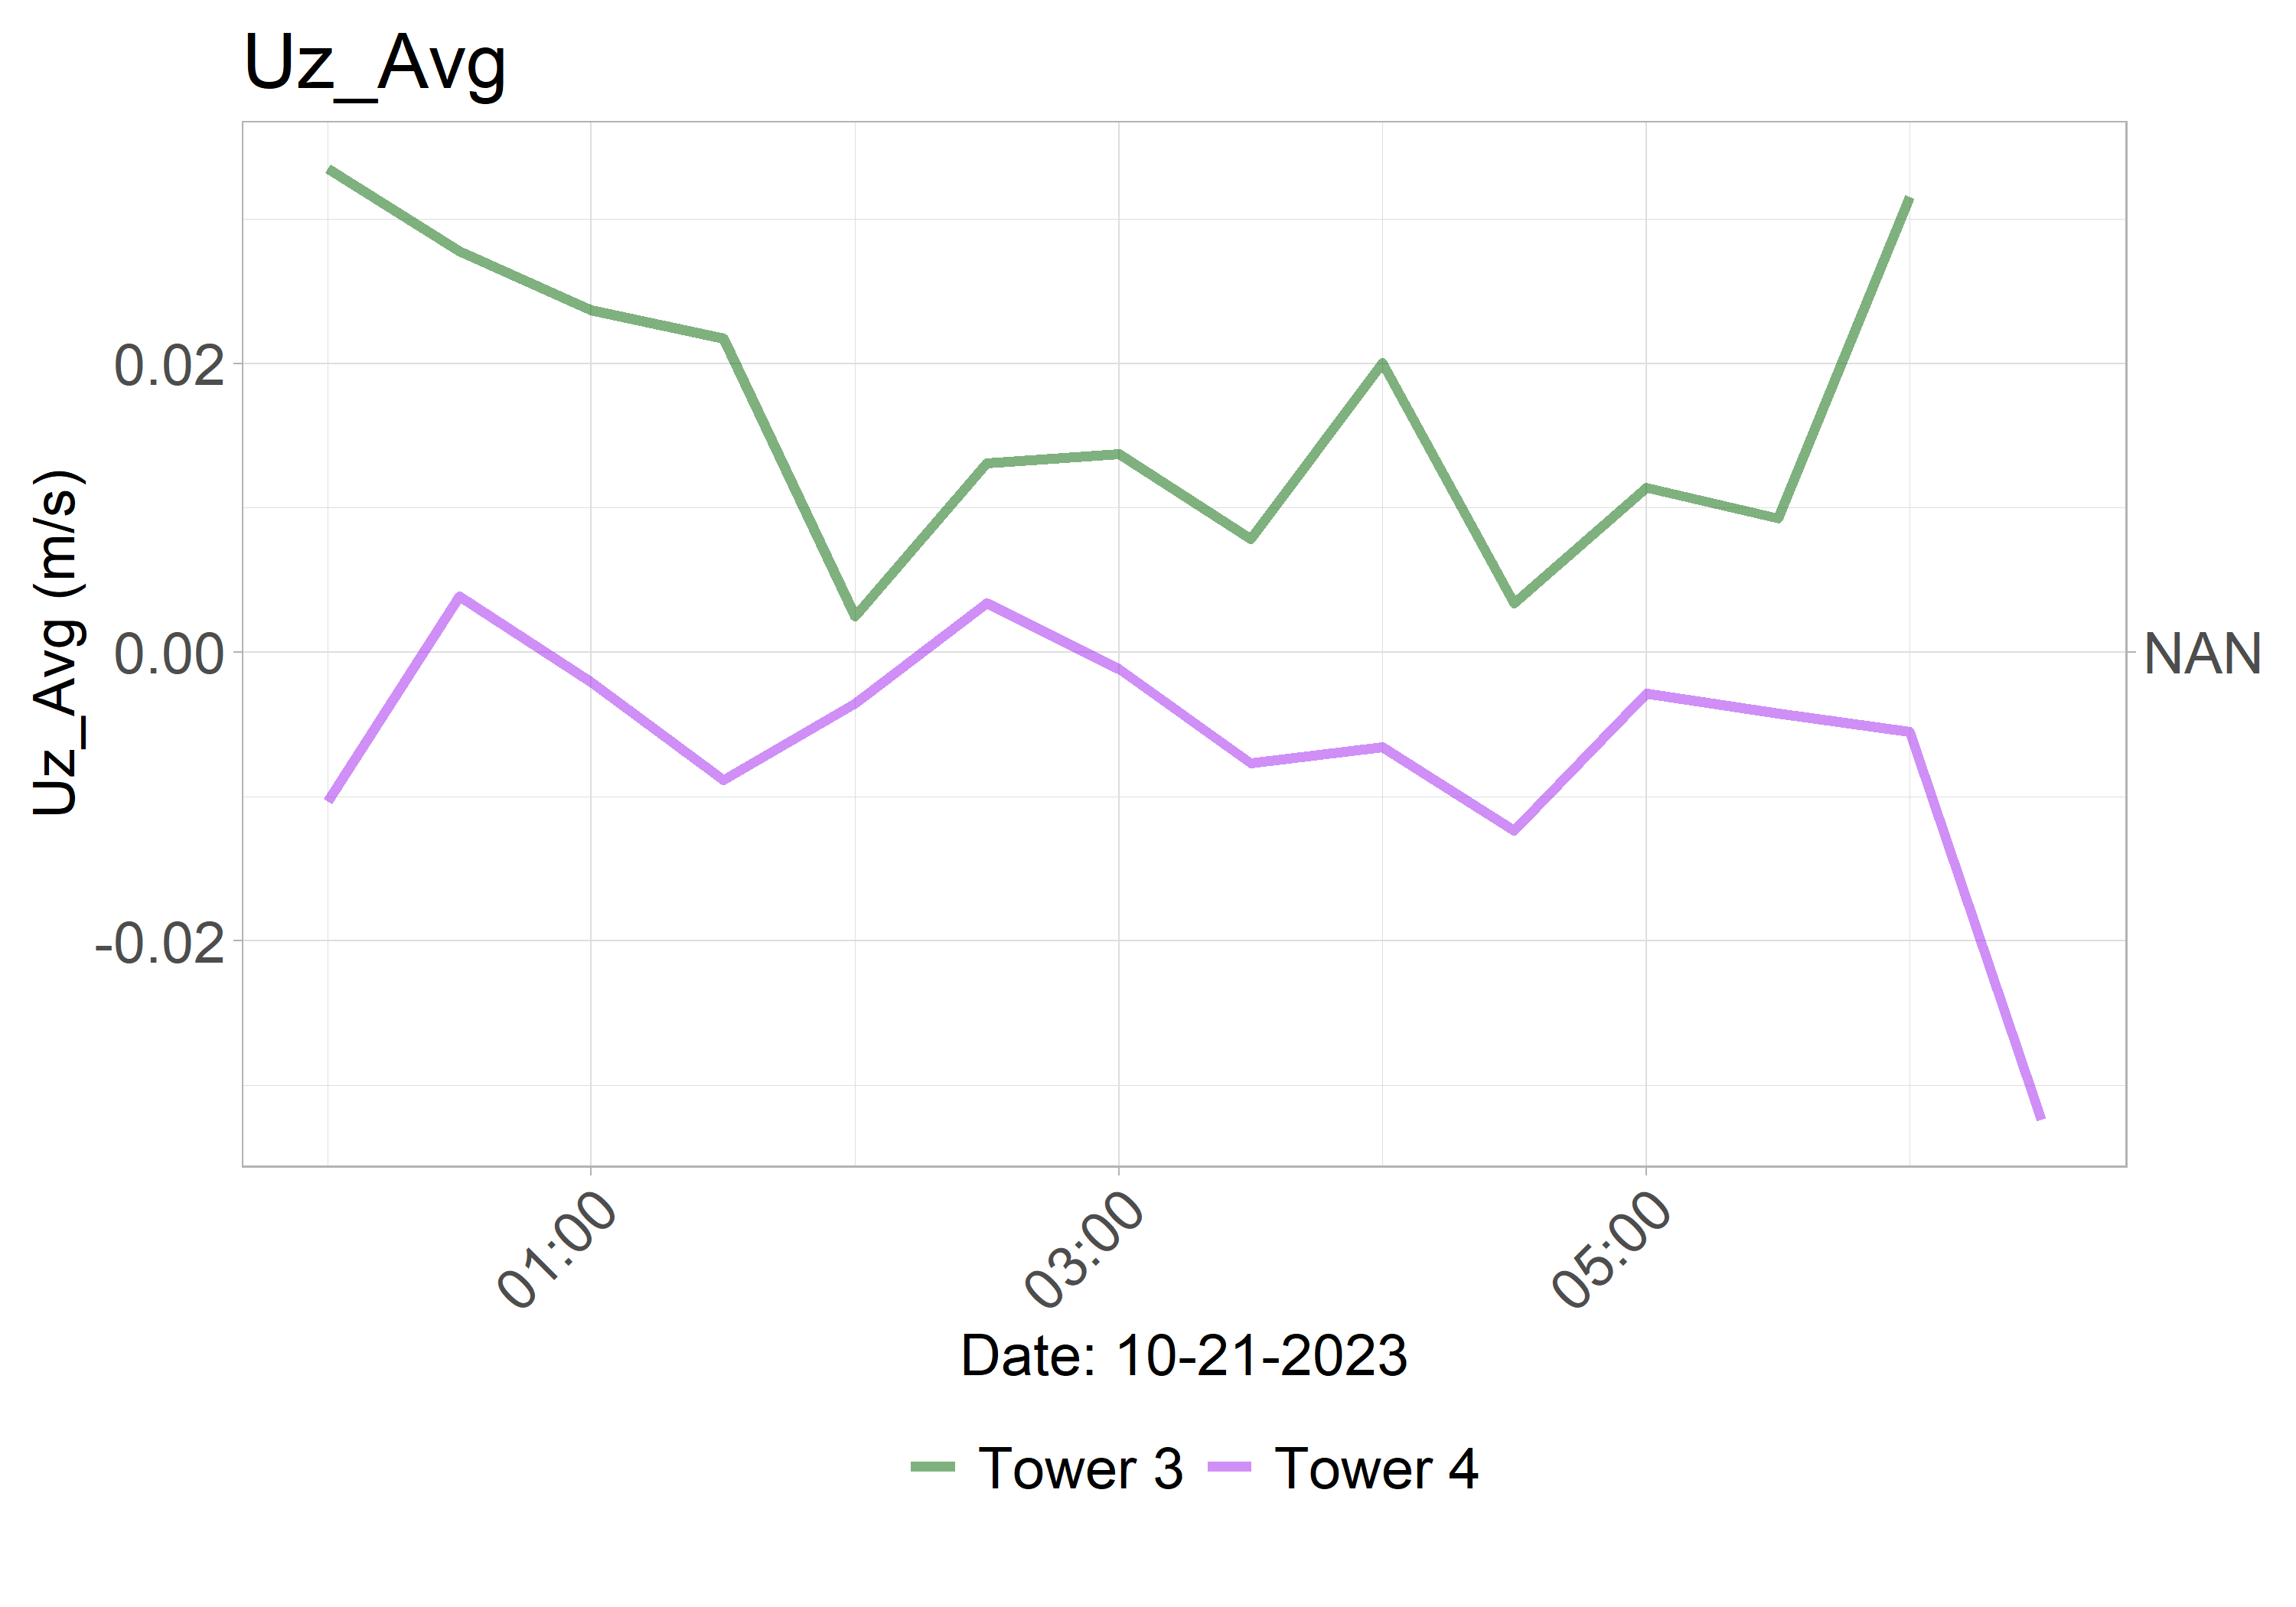 Uz_Avg
Uz_Avg (m/s)
0.02
0.00
-0.02
NAN
01:00
03:00
05:00
Date: 10-21-2023
Tower 3
Tower 4